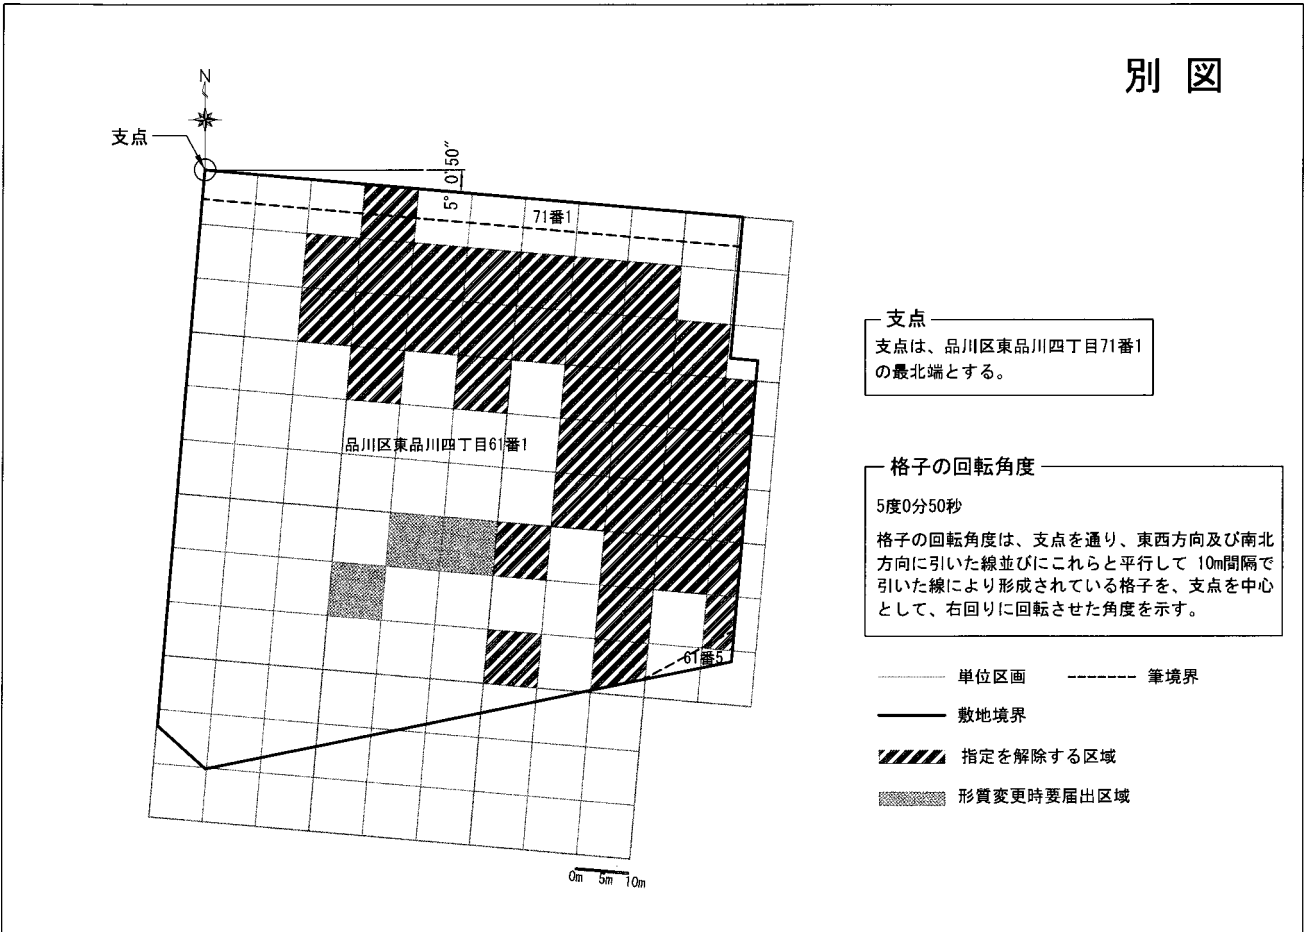 別図
N
支点
5° 0′50″
71番1
品川区東品川四丁目61番1
61番5
0m 5m 10m
支点
支点は、品川区東品川四丁目71番1
の最北端とする。
格子の回転角度
5度0分50秒
格子の回転角度は、支点を通り、東西方向及び南北
方向に引いた線並びにこれらと平行して 10m間隔で
引いた線により形成されている格子を、支点を中心
として、右回りに回転させた角度を示す。
単位区画 筆境界
敷地境界
指定を解除する区域
形質変更時要届出区域